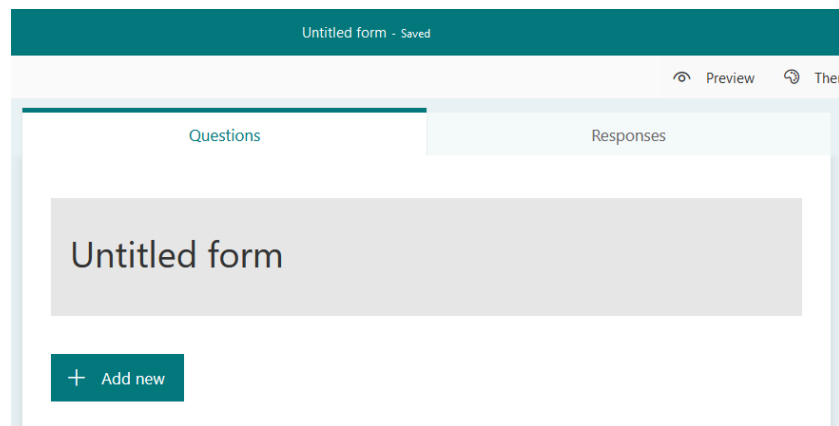 Untitled form - Saved
Preview
Questions Responses
Untitled form
+ Add new